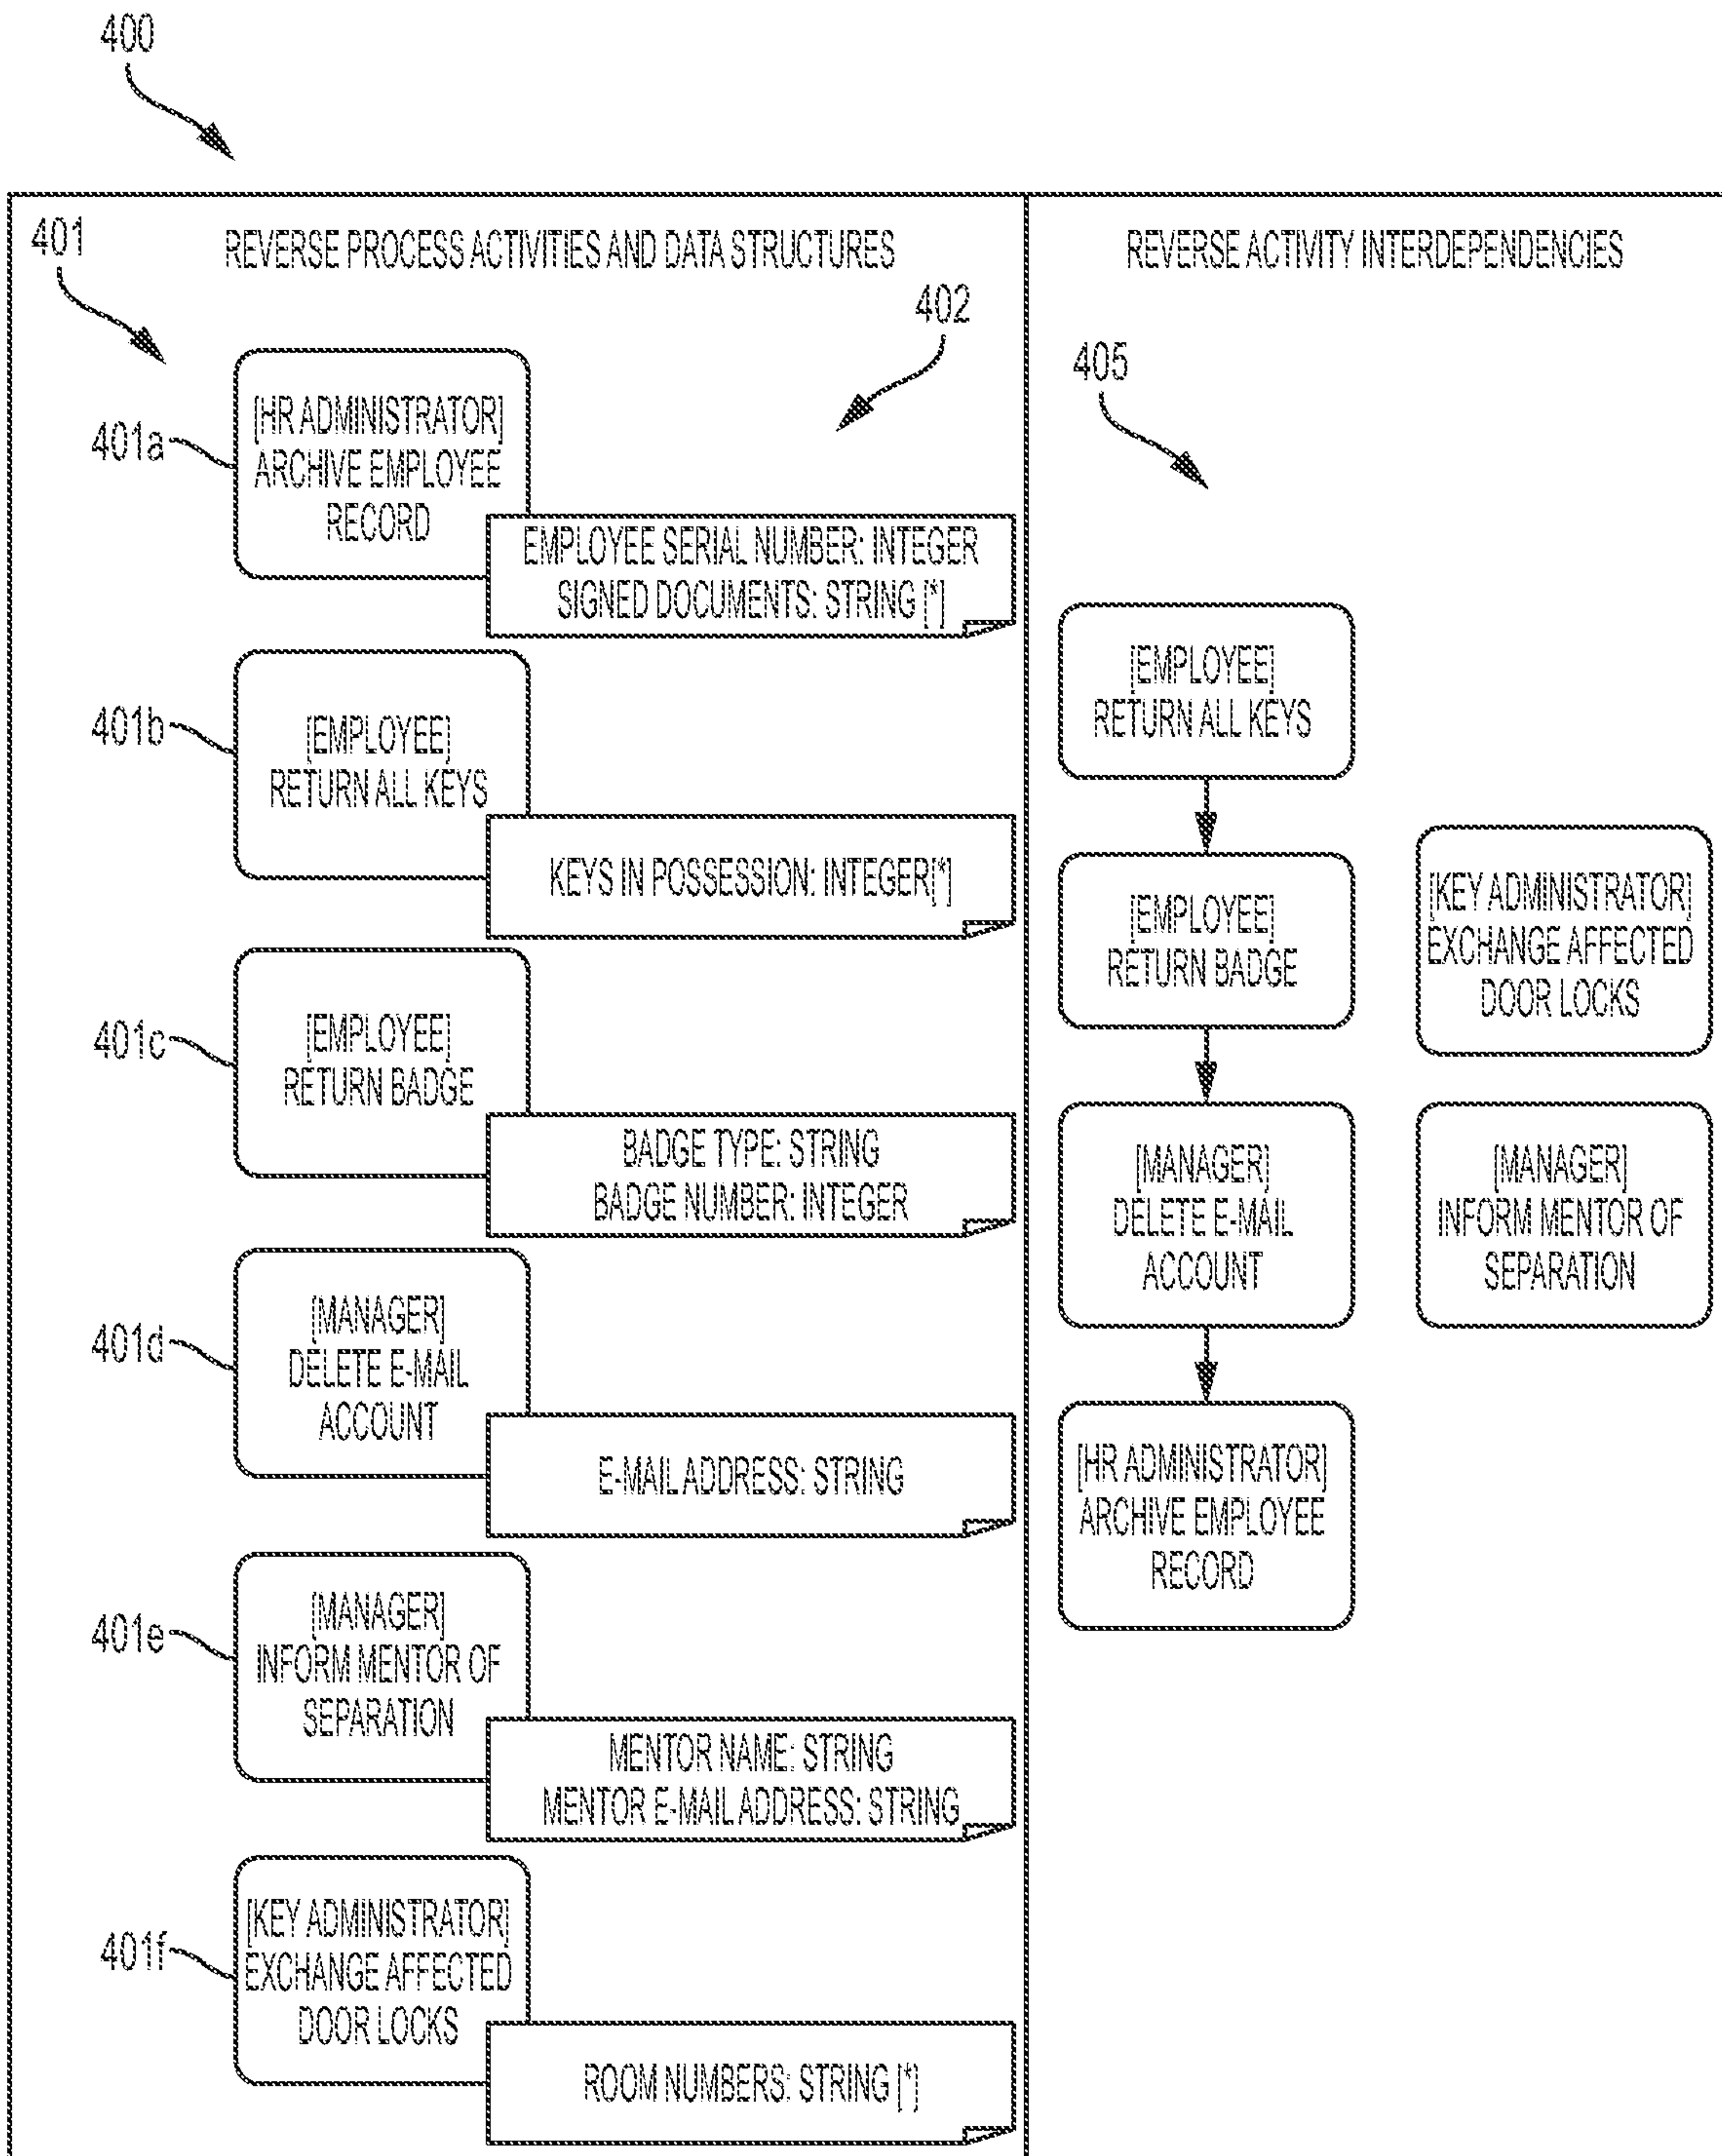 400
401
REVERSE PROCESS ACTIVITIES AND DATA STRUCTURES
402
401a
[HR ADMINISTRATOR]
ARCHIVE EMPLOYEE
RECORD
EMPLOYEE SERIAL NUMBER: INTEGER
SIGNED DOCUMENTS: STRING [*]
401b
[EMPLOYEE]
RETURN ALL KEYS
KEYS IN POSSESSION: INTEGER[*]
401c
[EMPLOYEE]
RETURN BADGE
BADGE TYPE: STRING
BADGE NUMBER: INTEGER
401d
[MANAGER]
DELETE E-MAIL
ACCOUNT
E-MAIL ADDRESS: STRING
401e
[MANAGER]
INFORM MENTOR OF
SEPARATION
MENTOR NAME: STRING
MENTOR E-MAIL ADDRESS: STRING
401f
[KEY ADMINISTRATOR]
EXCHANGE AFFECTED
DOOR LOCKS
ROOM NUMBERS: STRING [*]
REVERSE ACTIVITY INTERDEPENDENCIES
405
[EMPLOYEE]
RETURN ALL KEYS
[EMPLOYEE]
RETURN BADGE
[KEY ADMINISTRATOR]
EXCHANGE AFFECTED
DOOR LOCKS
[MANAGER]
DELETE E-MAIL
ACCOUNT
[MANAGER]
INFORM MENTOR OF
SEPARATION
[HR ADMINISTRATOR]
ARCHIVE EMPLOYEE
RECORD